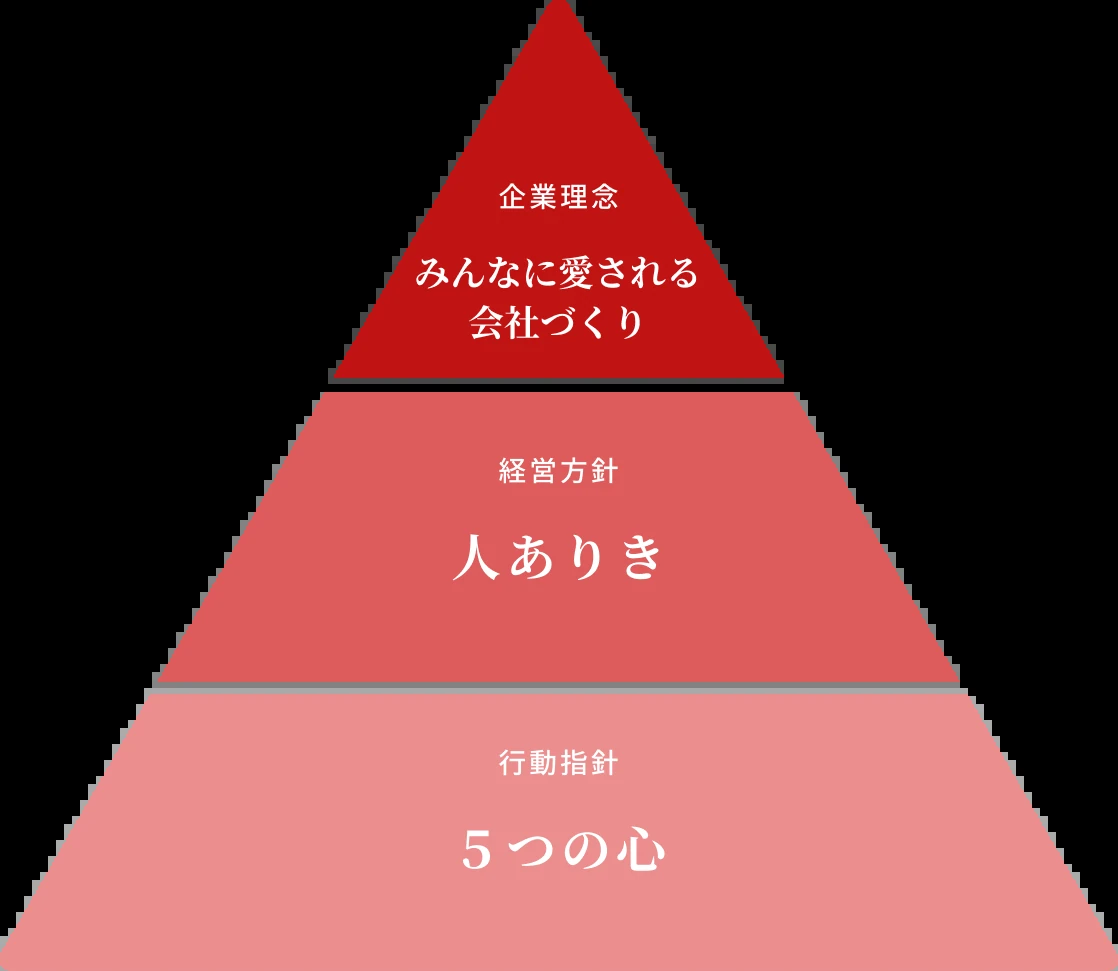 企業理念
みんなに愛される
会社づくり
経営方針
人ありき
行動指針
５つの心